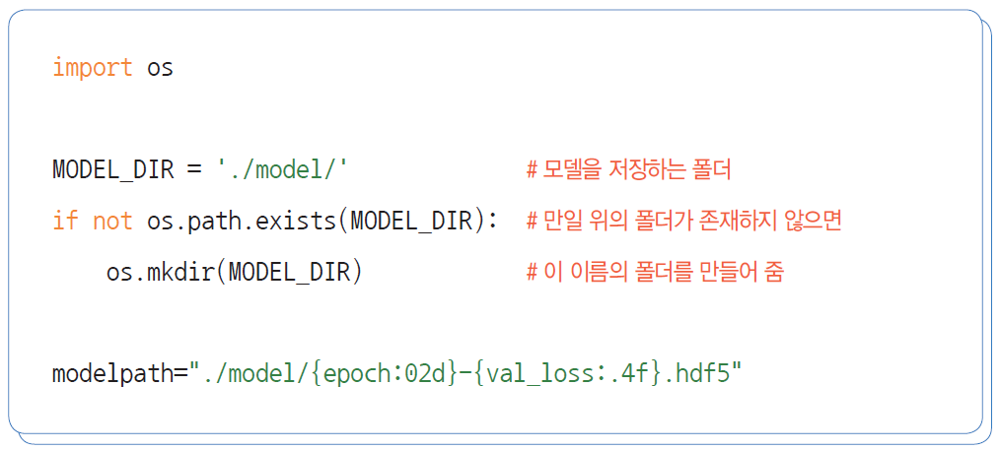 import os
MODEL_DIR = './model/' # 모델을 저장하는 폴더
if not os.path.exists(MODEL_DIR): # 만일 위의 폴더가 존재하지 않으면
    os.mkdir(MODEL_DIR) # 이 이름의 폴더를 만들어 줌
modelpath="./model/{epoch:02d}-{val_loss:.4f}.hdf5"